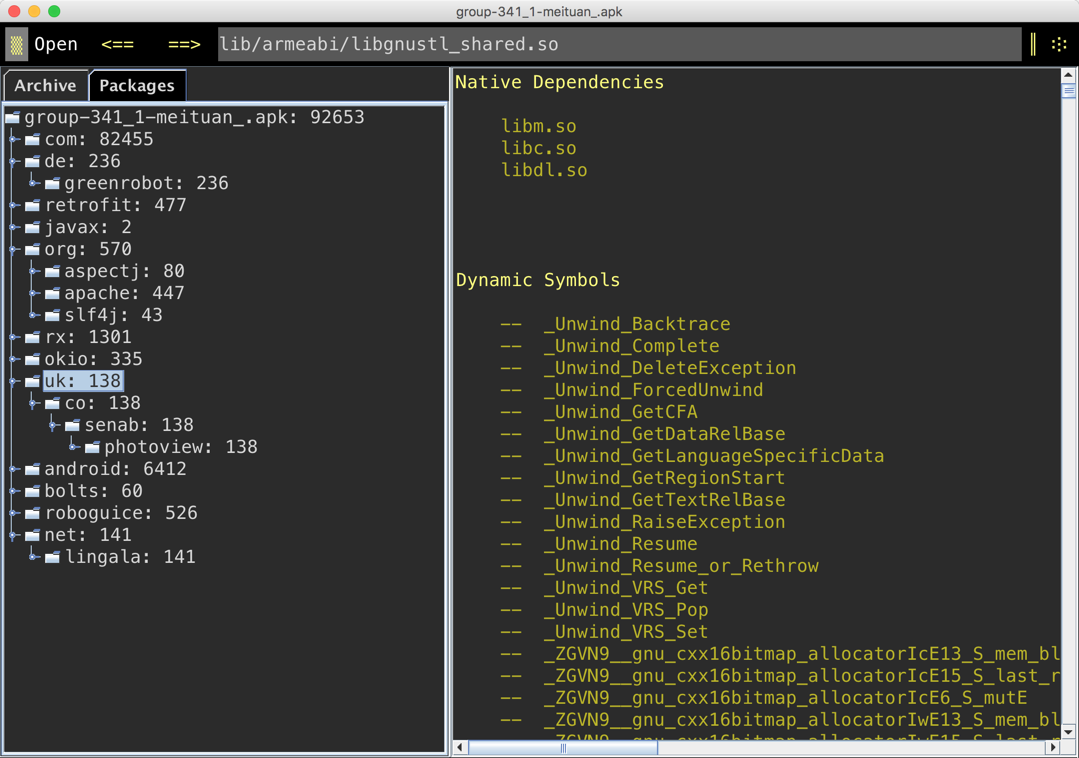 group-341_1-meituan_.apk
Open <== ==> lib/armeabi/libgnustl_shared.so
Archive Packages
group-341_1-meituan_.apk: 92653
com: 82455
de: 236
greenrobot: 236
retrofit: 477
javax: 2
org: 570
aspectj: 80
apache: 447
slf4j: 43
rx: 1301
okio: 335
uk: 138
co: 138
senab: 138
photoview: 138
android: 6412
bolts: 60
roboguice: 526
net: 141
lingala: 141
Native Dependencies
libm.so
libc.so
libdl.so
Dynamic Symbols
-- _Unwind_Backtrace
-- _Unwind_Complete
-- _Unwind_DeleteException
-- _Unwind_ForcedUnwind
-- _Unwind_GetCFA
-- _Unwind_GetDataRelBase
-- _Unwind_GetLanguageSpecificData
-- _Unwind_GetRegionStart
-- _Unwind_GetTextRelBase
-- _Unwind_RaiseException
-- _Unwind_Resume
-- _Unwind_Resume_or_Rethrow
-- _Unwind_VRS_Get
-- _Unwind_VRS_Pop
-- _Unwind_VRS_Set
-- _ZGVN9__gnu_cxx16bitmap_allocatorIcE13_S_mem_bl
-- _ZGVN9__gnu_cxx16bitmap_allocatorIcE15_S_last_r
-- _ZGVN9__gnu_cxx16bitmap_allocatorIcE6_S_mutE
-- _ZGVN9__gnu_cxx16bitmap_allocatorIwE13_S_mem_bl